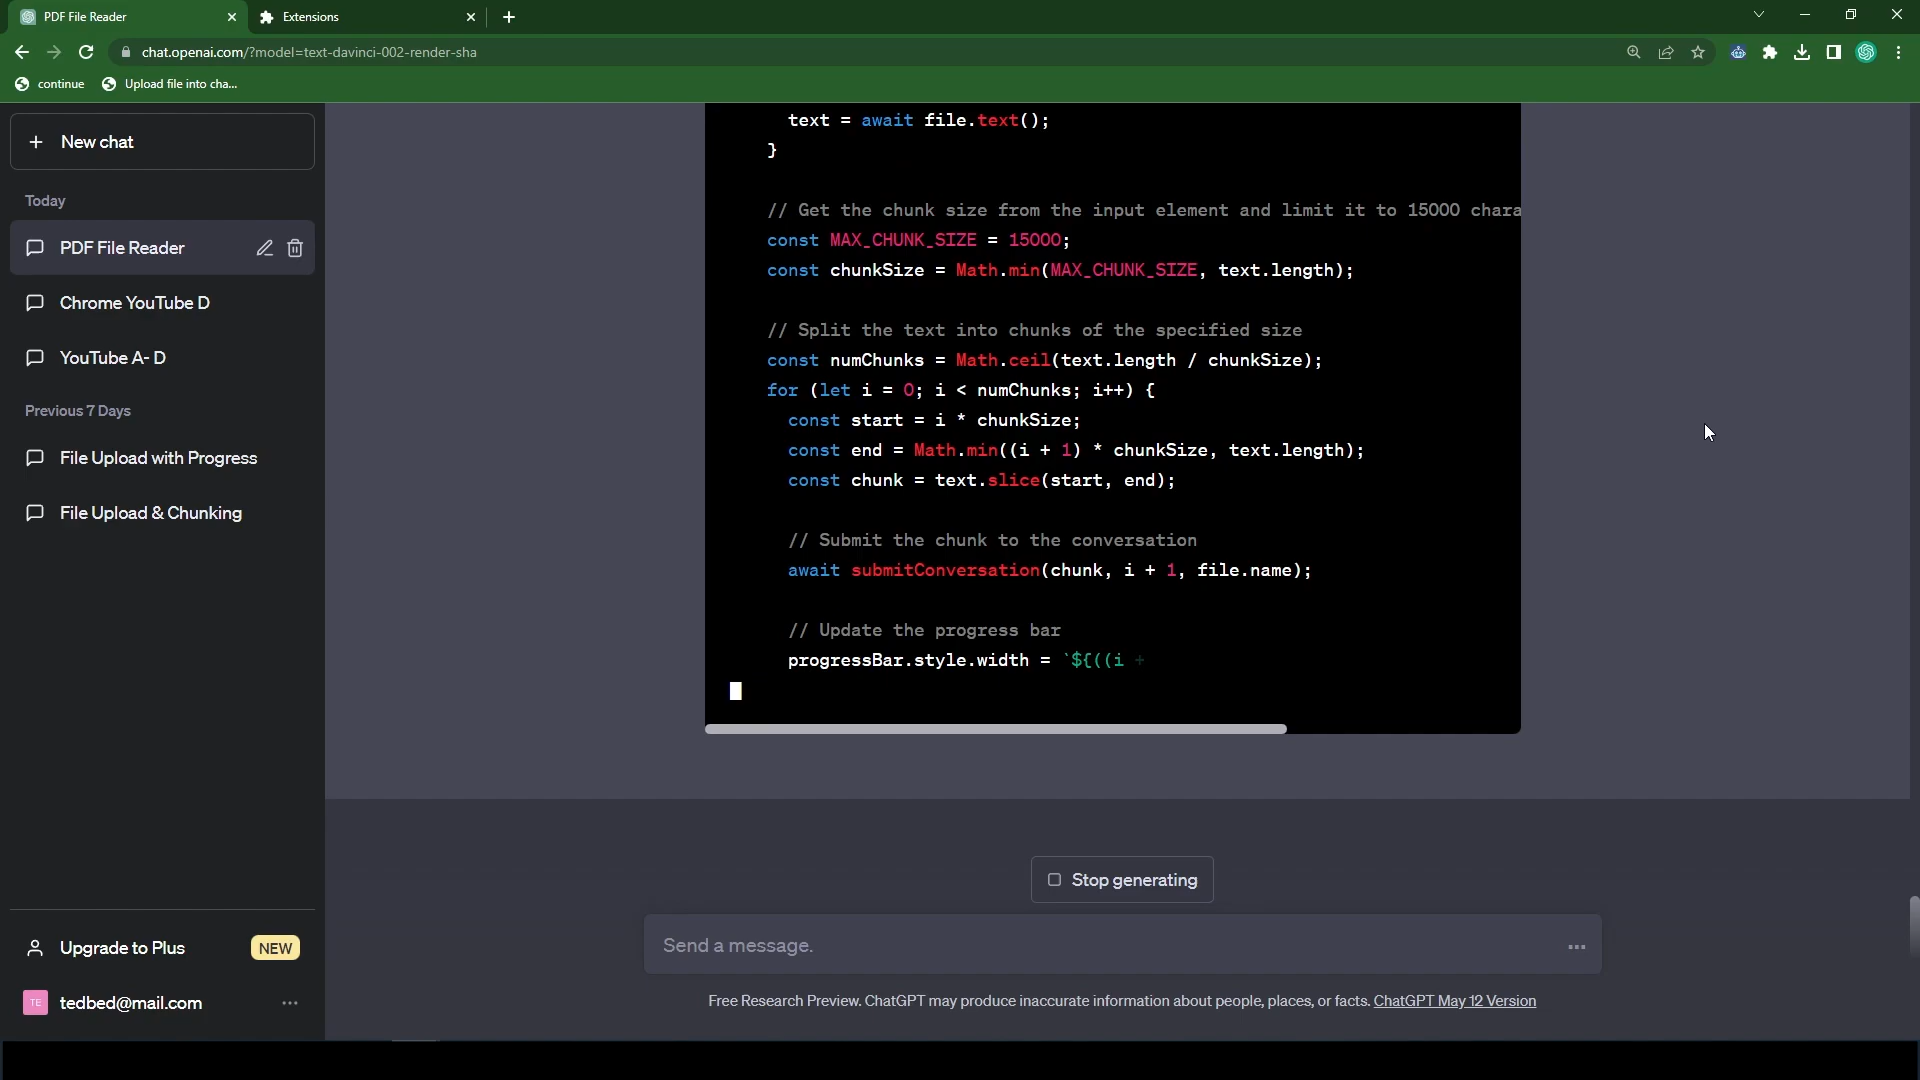 PDF File Reader
Extensions
chat.openai.com/?model=text-davinci-002-render-sha
continue
Upload file into cha...
New chat
Today
PDF File Reader
Chrome YouTube D
YouTube A- D
Previous 7 Days
File Upload with Progress
File Upload & Chunking
Upgrade to Plus NEW
TE tedbed@mail.com
text = await file.text();
}
// Get the chunk size from the input element and limit it to 15000 chara
const MAX_CHUNK_SIZE = 15000;
const chunkSize = Math.min(MAX_CHUNK_SIZE, text.length);
// Split the text into chunks of the specified size
const numChunks = Math.ceil(text.length / chunkSize);
for (let i = 0; i < numChunks; i++) {
const start = i * chunkSize;
const end = Math.min((i + 1) * chunkSize, text.length);
const chunk = text.slice(start, end);
// Submit the chunk to the conversation
await submitConversation(chunk, i + 1, file.name);
// Update the progress bar
progressBar.style.width = `${((i +
Stop generating
Send a message.
Free Research Preview. ChatGPT may produce inaccurate information about people, places, or facts. ChatGPT May 12 Version